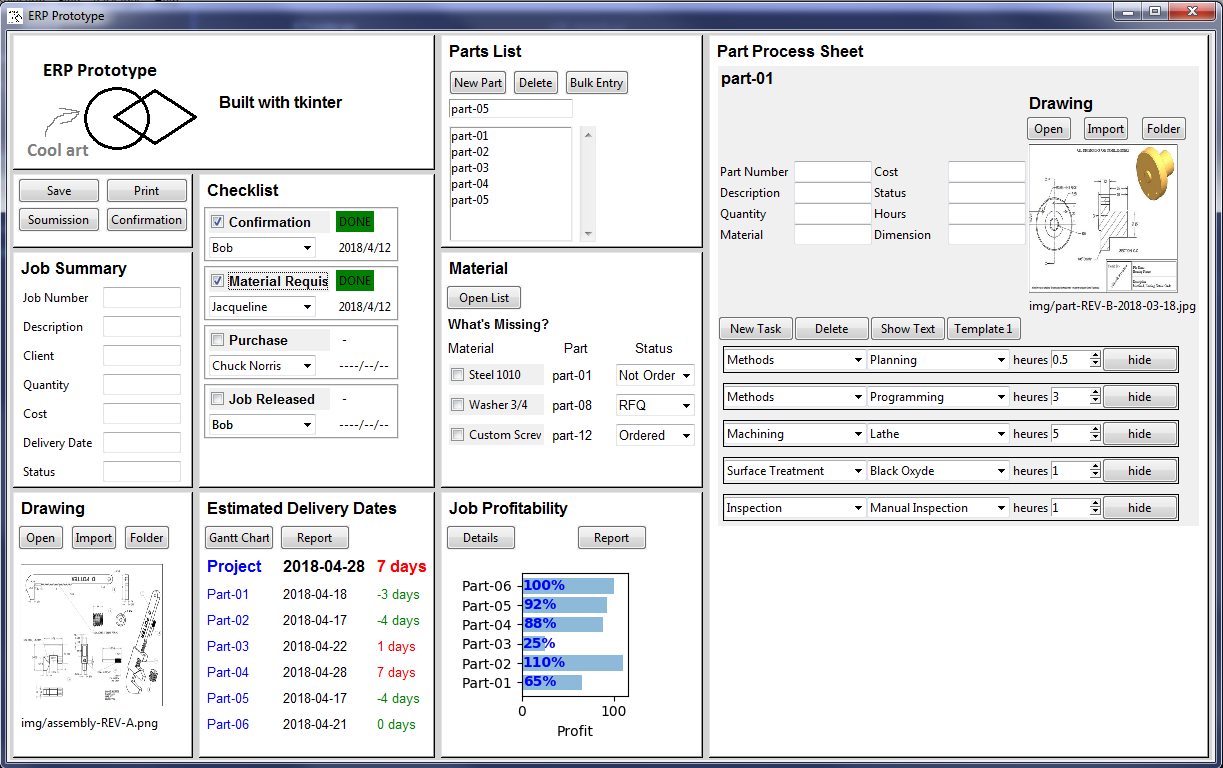 ERP Prototype
ERP Prototype
Built with tkinter
Cool art
Save Print
Soumission Confirmation
Job Summary
Job Number
Description
Client
Quantity
Cost
Delivery Date
Status
Drawing
Open Import Folder
img/assembly-REV-A.png
Checklist
Confirmation DONE
Bob 2018/4/12
Material Requis DONE
Jacqueline 2018/4/12
Purchase -
Chuck Norris ----/--/--
Job Released -
Bob ----/--/--
Estimated Delivery Dates
Gantt Chart Report
Project 2018-04-28 7 days
Part-01 2018-04-18 -3 days
Part-02 2018-04-17 -4 days
Part-03 2018-04-22 1 days
Part-04 2018-04-28 7 days
Part-05 2018-04-17 -4 days
Part-06 2018-04-21 0 days
Parts List
New Part Delete Bulk Entry
part-05
part-01
part-02
part-03
part-04
part-05
Material
Open List
What's Missing?
Material Part Status
Steel 1010 part-01 Not Order
Washer 3/4 part-08 RFQ
Custom Screw part-12 Ordered
Job Profitability
Details Report
Part-06 100%
Part-05 92%
Part-04 88%
Part-03 25%
Part-02 110%
Part-01 65%
0 100
Profit
Part Process Sheet
part-01
Drawing
Open Import Folder
Part Number Cost
Description Status
Quantity Hours
Material Dimension
img/part-REV-B-2018-03-18.jpg
New Task Delete Show Text Template 1
Methods Planning heures 0.5 hide
Methods Programming heures 3 hide
Machining Lathe heures 5 hide
Surface Treatment Black Oxyde heures 1 hide
Inspection Manual Inspection heures 1 hide